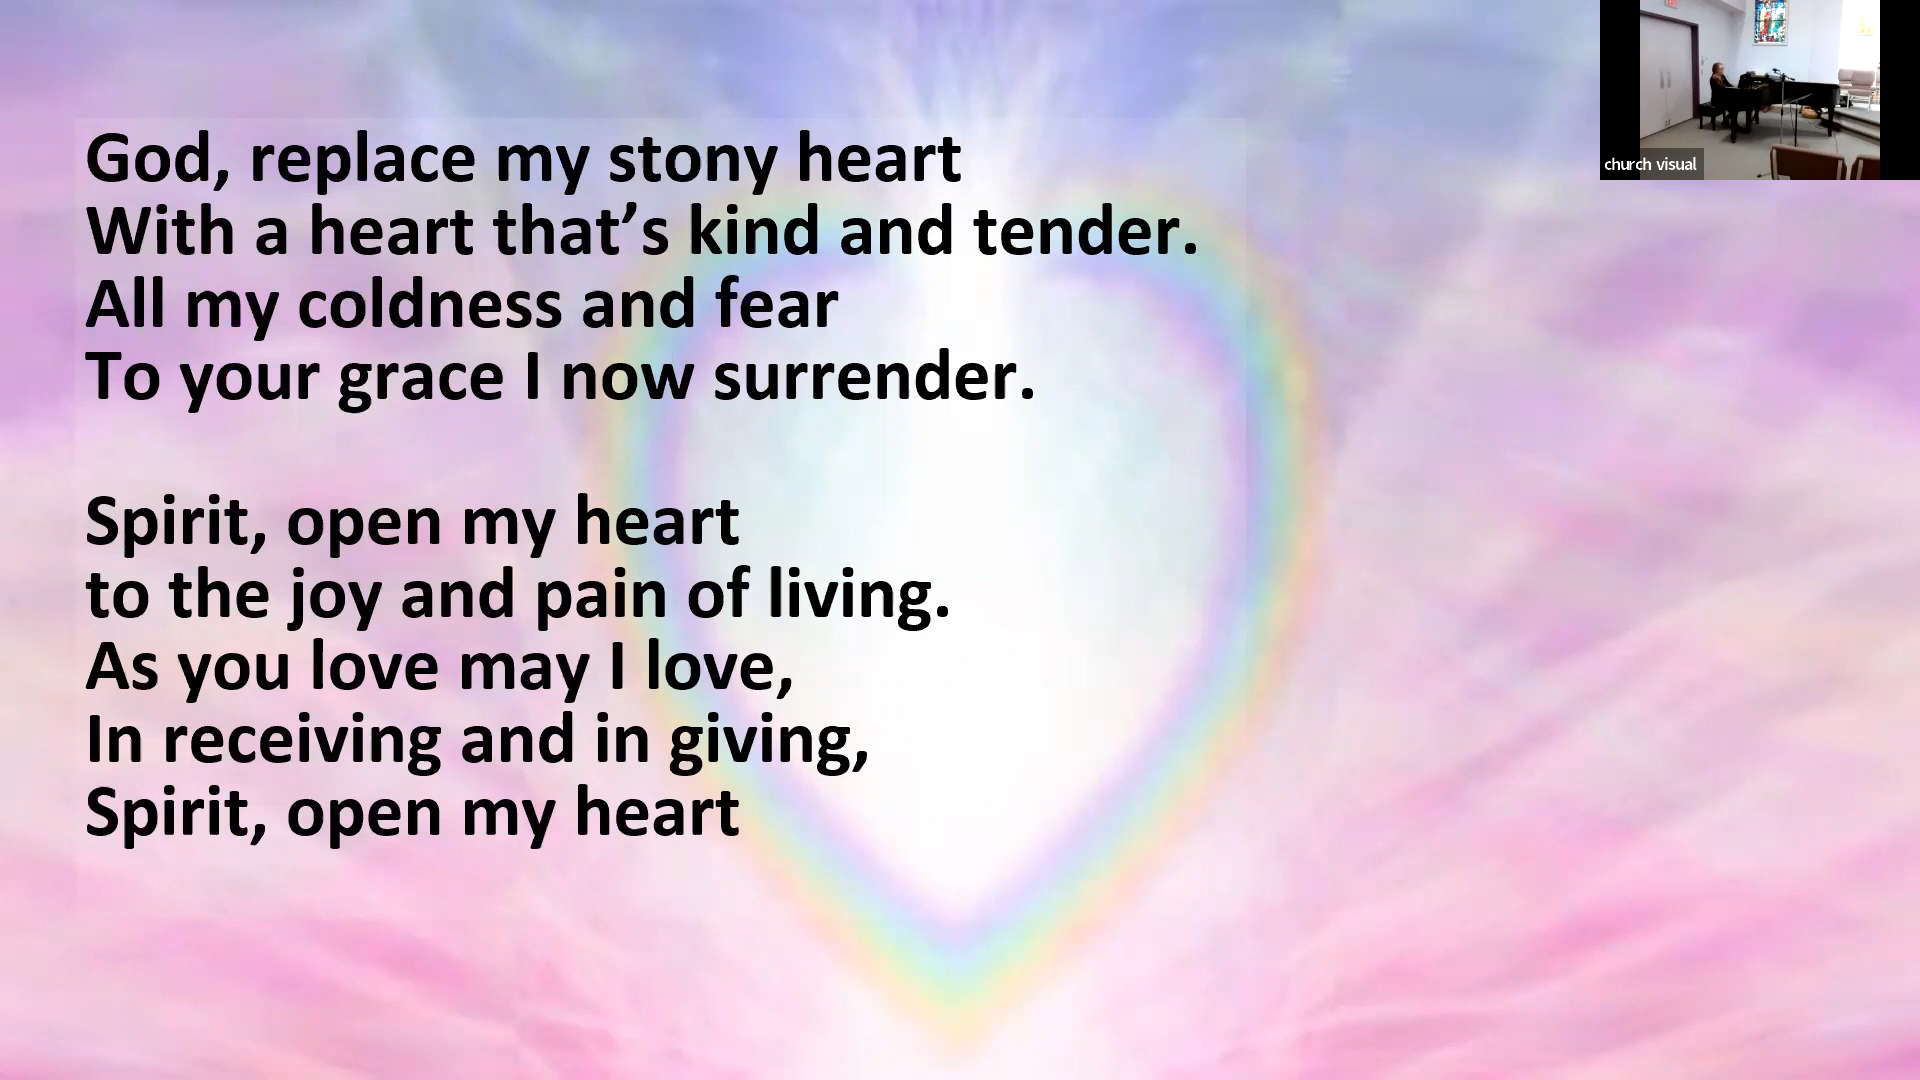 God, replace my stony heart
With a heart that’s kind and tender.
All my coldness and fear
To your grace I now surrender.
Spirit, open my heart
to the joy and pain of living.
As you love may I love,
In receiving and in giving,
Spirit, open my heart
church visual